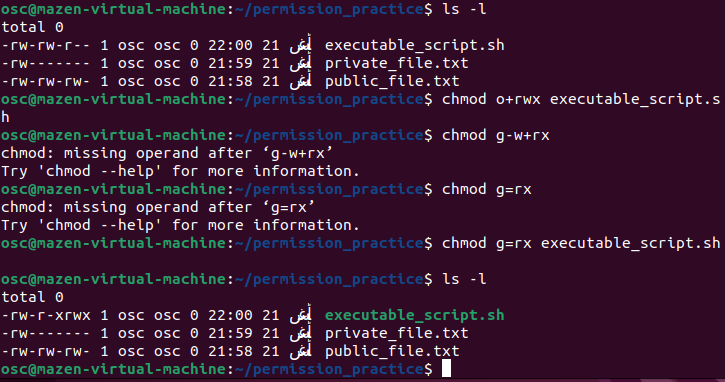 osc@mazen-virtual-machine:~/permission_practice$ ls -l
total 0
-rw-rw-r-- 1 osc osc 0 22:00 21 executable_script.sh
-rw------- 1 osc osc 0 21:59 21 private_file.txt
-rw-rw-rw- 1 osc osc 0 21:58 21 public_file.txt
osc@mazen-virtual-machine:~/permission_practice$ chmod o+rwx executable_script.s
h
osc@mazen-virtual-machine:~/permission_practice$ chmod g-w+rx
chmod: missing operand after ‘g-w+rx’
Try 'chmod --help' for more information.
osc@mazen-virtual-machine:~/permission_practice$ chmod g=rx
chmod: missing operand after ‘g=rx’
Try 'chmod --help' for more information.
osc@mazen-virtual-machine:~/permission_practice$ chmod g=rx executable_script.sh
osc@mazen-virtual-machine:~/permission_practice$ ls -l
total 0
-rw-r-xrwx 1 osc osc 0 22:00 21 executable_script.sh
-rw------- 1 osc osc 0 21:59 21 private_file.txt
-rw-rw-rw- 1 osc osc 0 21:58 21 public_file.txt
osc@mazen-virtual-machine:~/permission_practice$